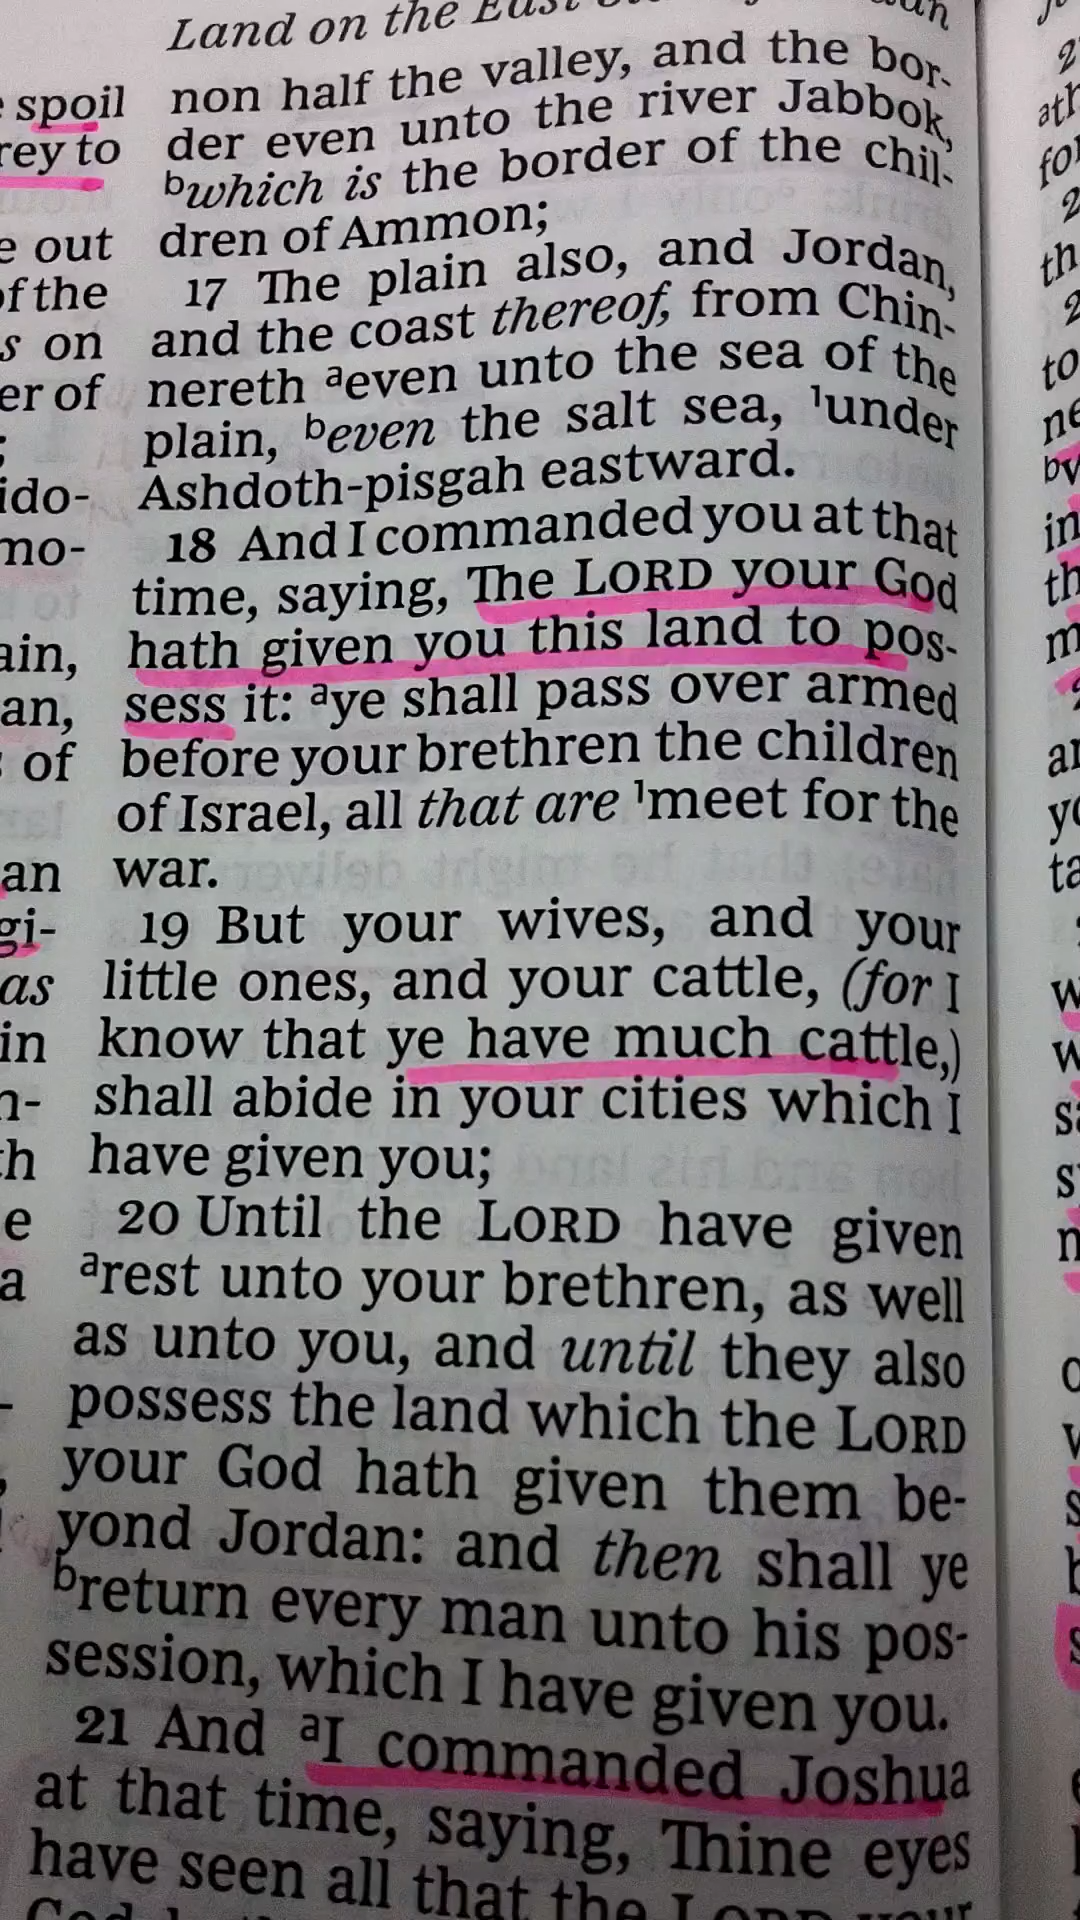 Land on the East
spoil
rey to
e out
of the
s on
er of
;
ido-
mo-
ain,
an,
of
an
gi-
as
in
n-
th
e
a
-
,
non half the valley, and the bor-
der even unto the river Jabbok,
bwhich is the border of the chil-
dren of Ammon;
17 The plain also, and Jordan,
and the coast thereof, from Chin-
nereth aeven unto the sea of the
plain, beven the salt sea, 1under
Ashdoth-pisgah eastward.
18 And I commanded you at that
time, saying, The LORD your God
hath given you this land to pos-
sess it: aye shall pass over armed
before your brethren the children
of Israel, all that are 1meet for the
war.
19 But your wives, and your
little ones, and your cattle, (for I
know that ye have much cattle,)
shall abide in your cities which I
have given you;
20 Until the LORD have given
arest unto your brethren, as well
as unto you, and until they also
possess the land which the LORD
your God hath given them be-
yond Jordan: and then shall ye
breturn every man unto his pos-
session, which I have given you.
21 And aI commanded Joshua
at that time, saying, Thine eyes
have seen all that the LORD your